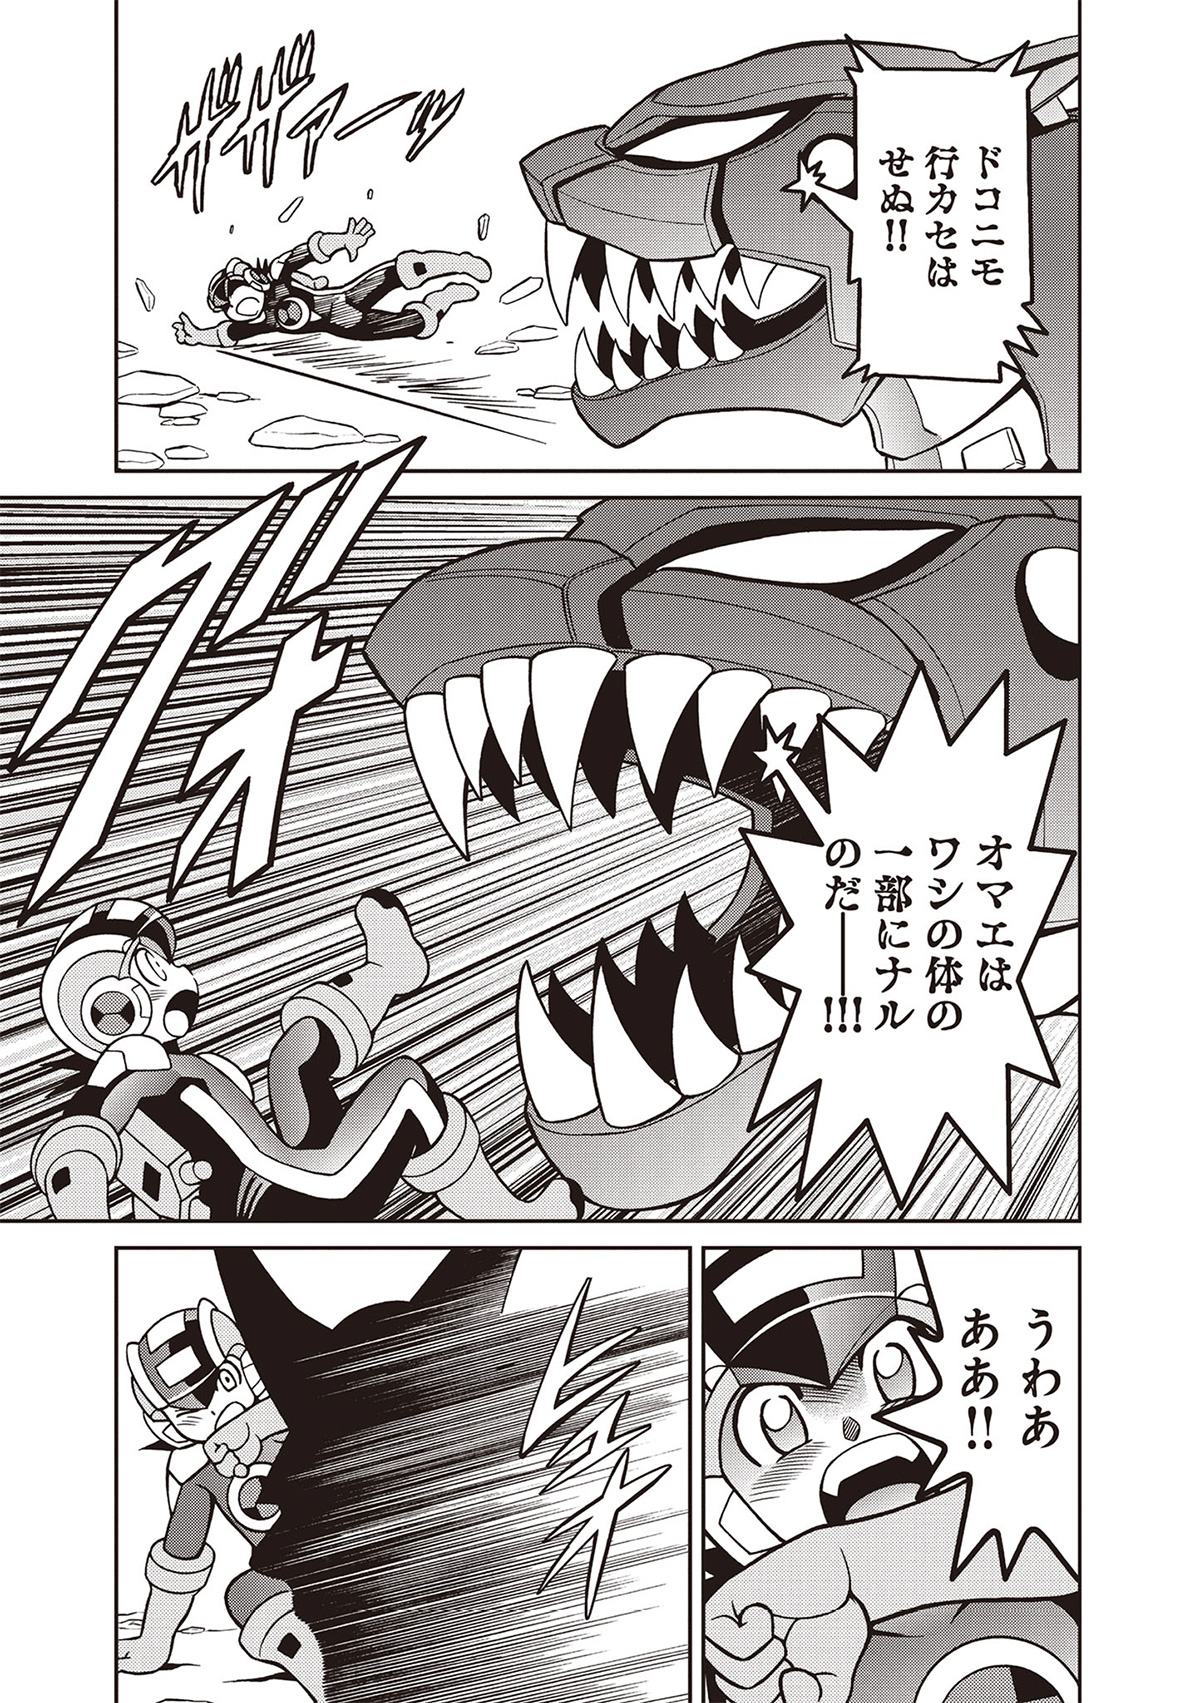 ドコニモ
行カセは
せぬ!!
ザザァーッ
オマエは
ワシの体の
一部にナル
のだ――!!!
グオ
うわあ
ああ!!
ビュッ